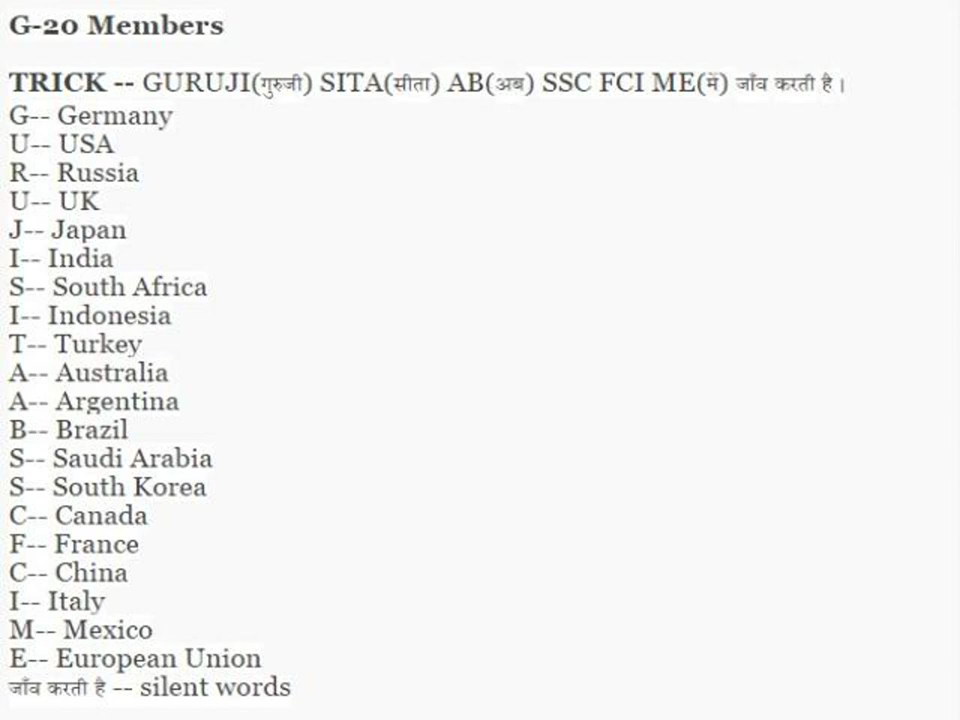 G-20 Members
TRICK -- GURUJI(गुरुजी) SITA(सीता) AB(अब) SSC FCI ME(में) जाँव करती है।
G-- Germany
U-- USA
R-- Russia
U-- UK
J-- Japan
I-- India
S-- South Africa
I-- Indonesia
T-- Turkey
A-- Australia
A-- Argentina
B-- Brazil
S-- Saudi Arabia
S-- South Korea
C-- Canada
F-- France
C-- China
I-- Italy
M-- Mexico
E-- European Union
जाँव करती है -- silent words